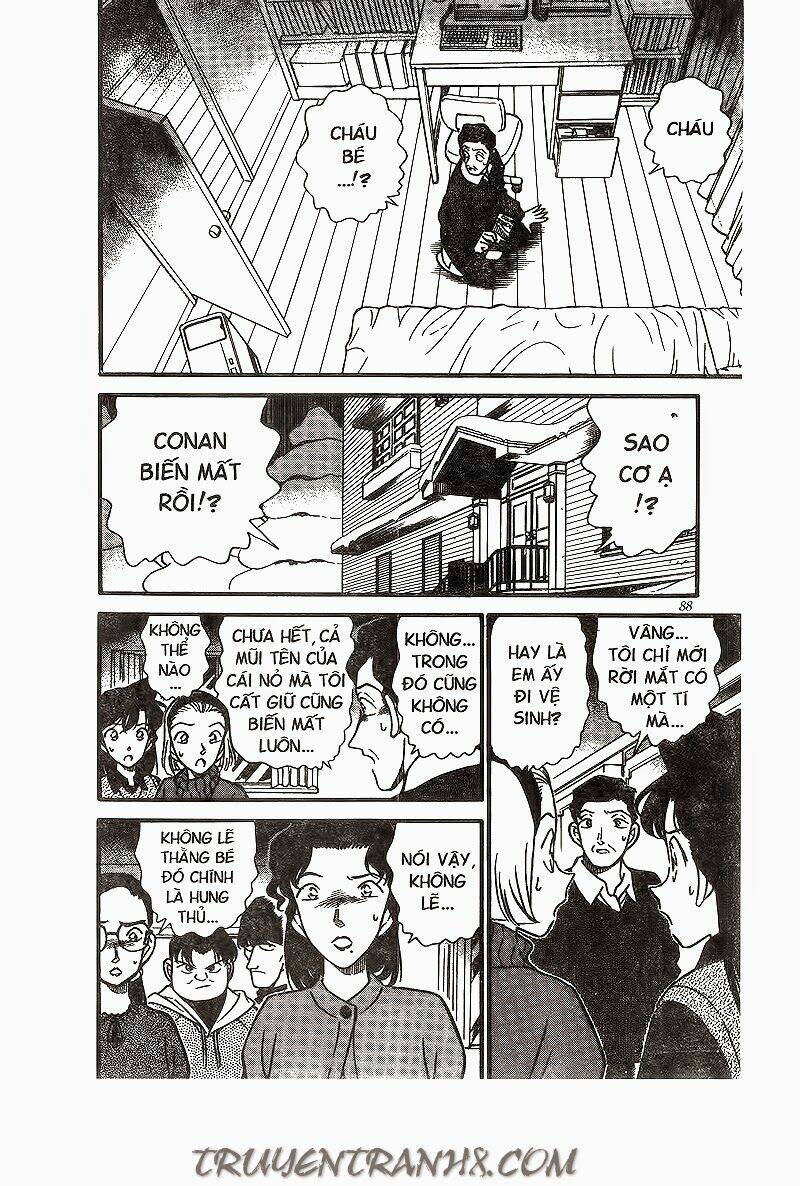 CHÁU
CHÁU
BÉ
...!?
SAO
CƠ Ạ
!?
CONAN
BIẾN MẤT
RỒI!?
88
VÂNG...
TÔI CHỈ MỚI
RỜI MẮT CÓ
MỘT TÍ
MÀ...
HAY LÀ
EM ẤY
ĐI VỆ
SINH?
KHÔNG...
TRONG
ĐÓ CŨNG
KHÔNG
CÓ...
CHƯA HẾT, CẢ
MŨI TÊN CỦA
CÁI NỎ MÀ TÔI
CẤT GIỮ CŨNG
BIẾN MẤT
LUÔN...
KHÔNG
THỂ
NÀO
...
NÓI VẬY,
KHÔNG
LẼ...
KHÔNG LẼ
THẰNG BÉ
ĐÓ CHÍNH
LÀ HUNG
THỦ...
TRUYENTRANH8.COM